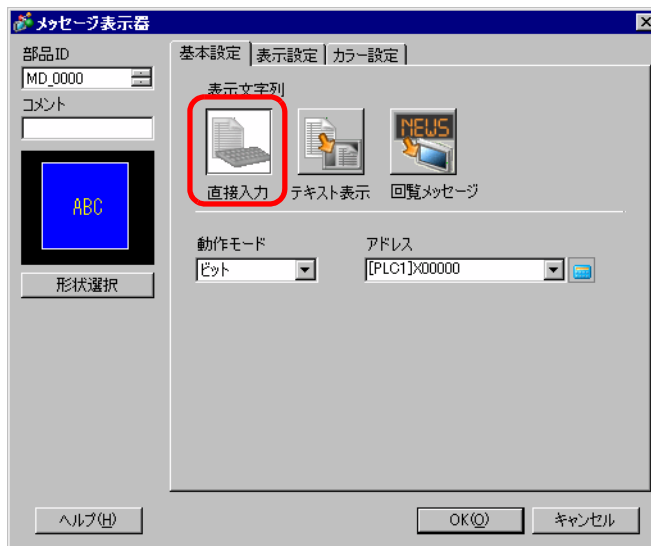 メッセージ表示器
部品ID
MD_0000
コメント
ABC
形状選択
基本設定 表示設定 カラー設定
表示文字列
NEWS
直接入力 テキスト表示 回覧メッセージ
動作モード アドレス
ビット [PLC1]X00000
ヘルプ(H) OK(O) キャンセル